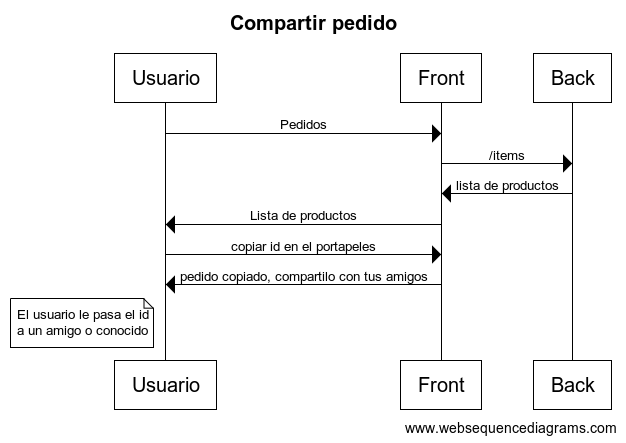 Compartir pedido
Usuario
Front
Back
Pedidos
/items
lista de productos
Lista de productos
copiar id en el portapeles
pedido copiado, compartilo con tus amigos
El usuario le pasa el id
a un amigo o conocido
Usuario
Front
Back
www.websequencediagrams.com